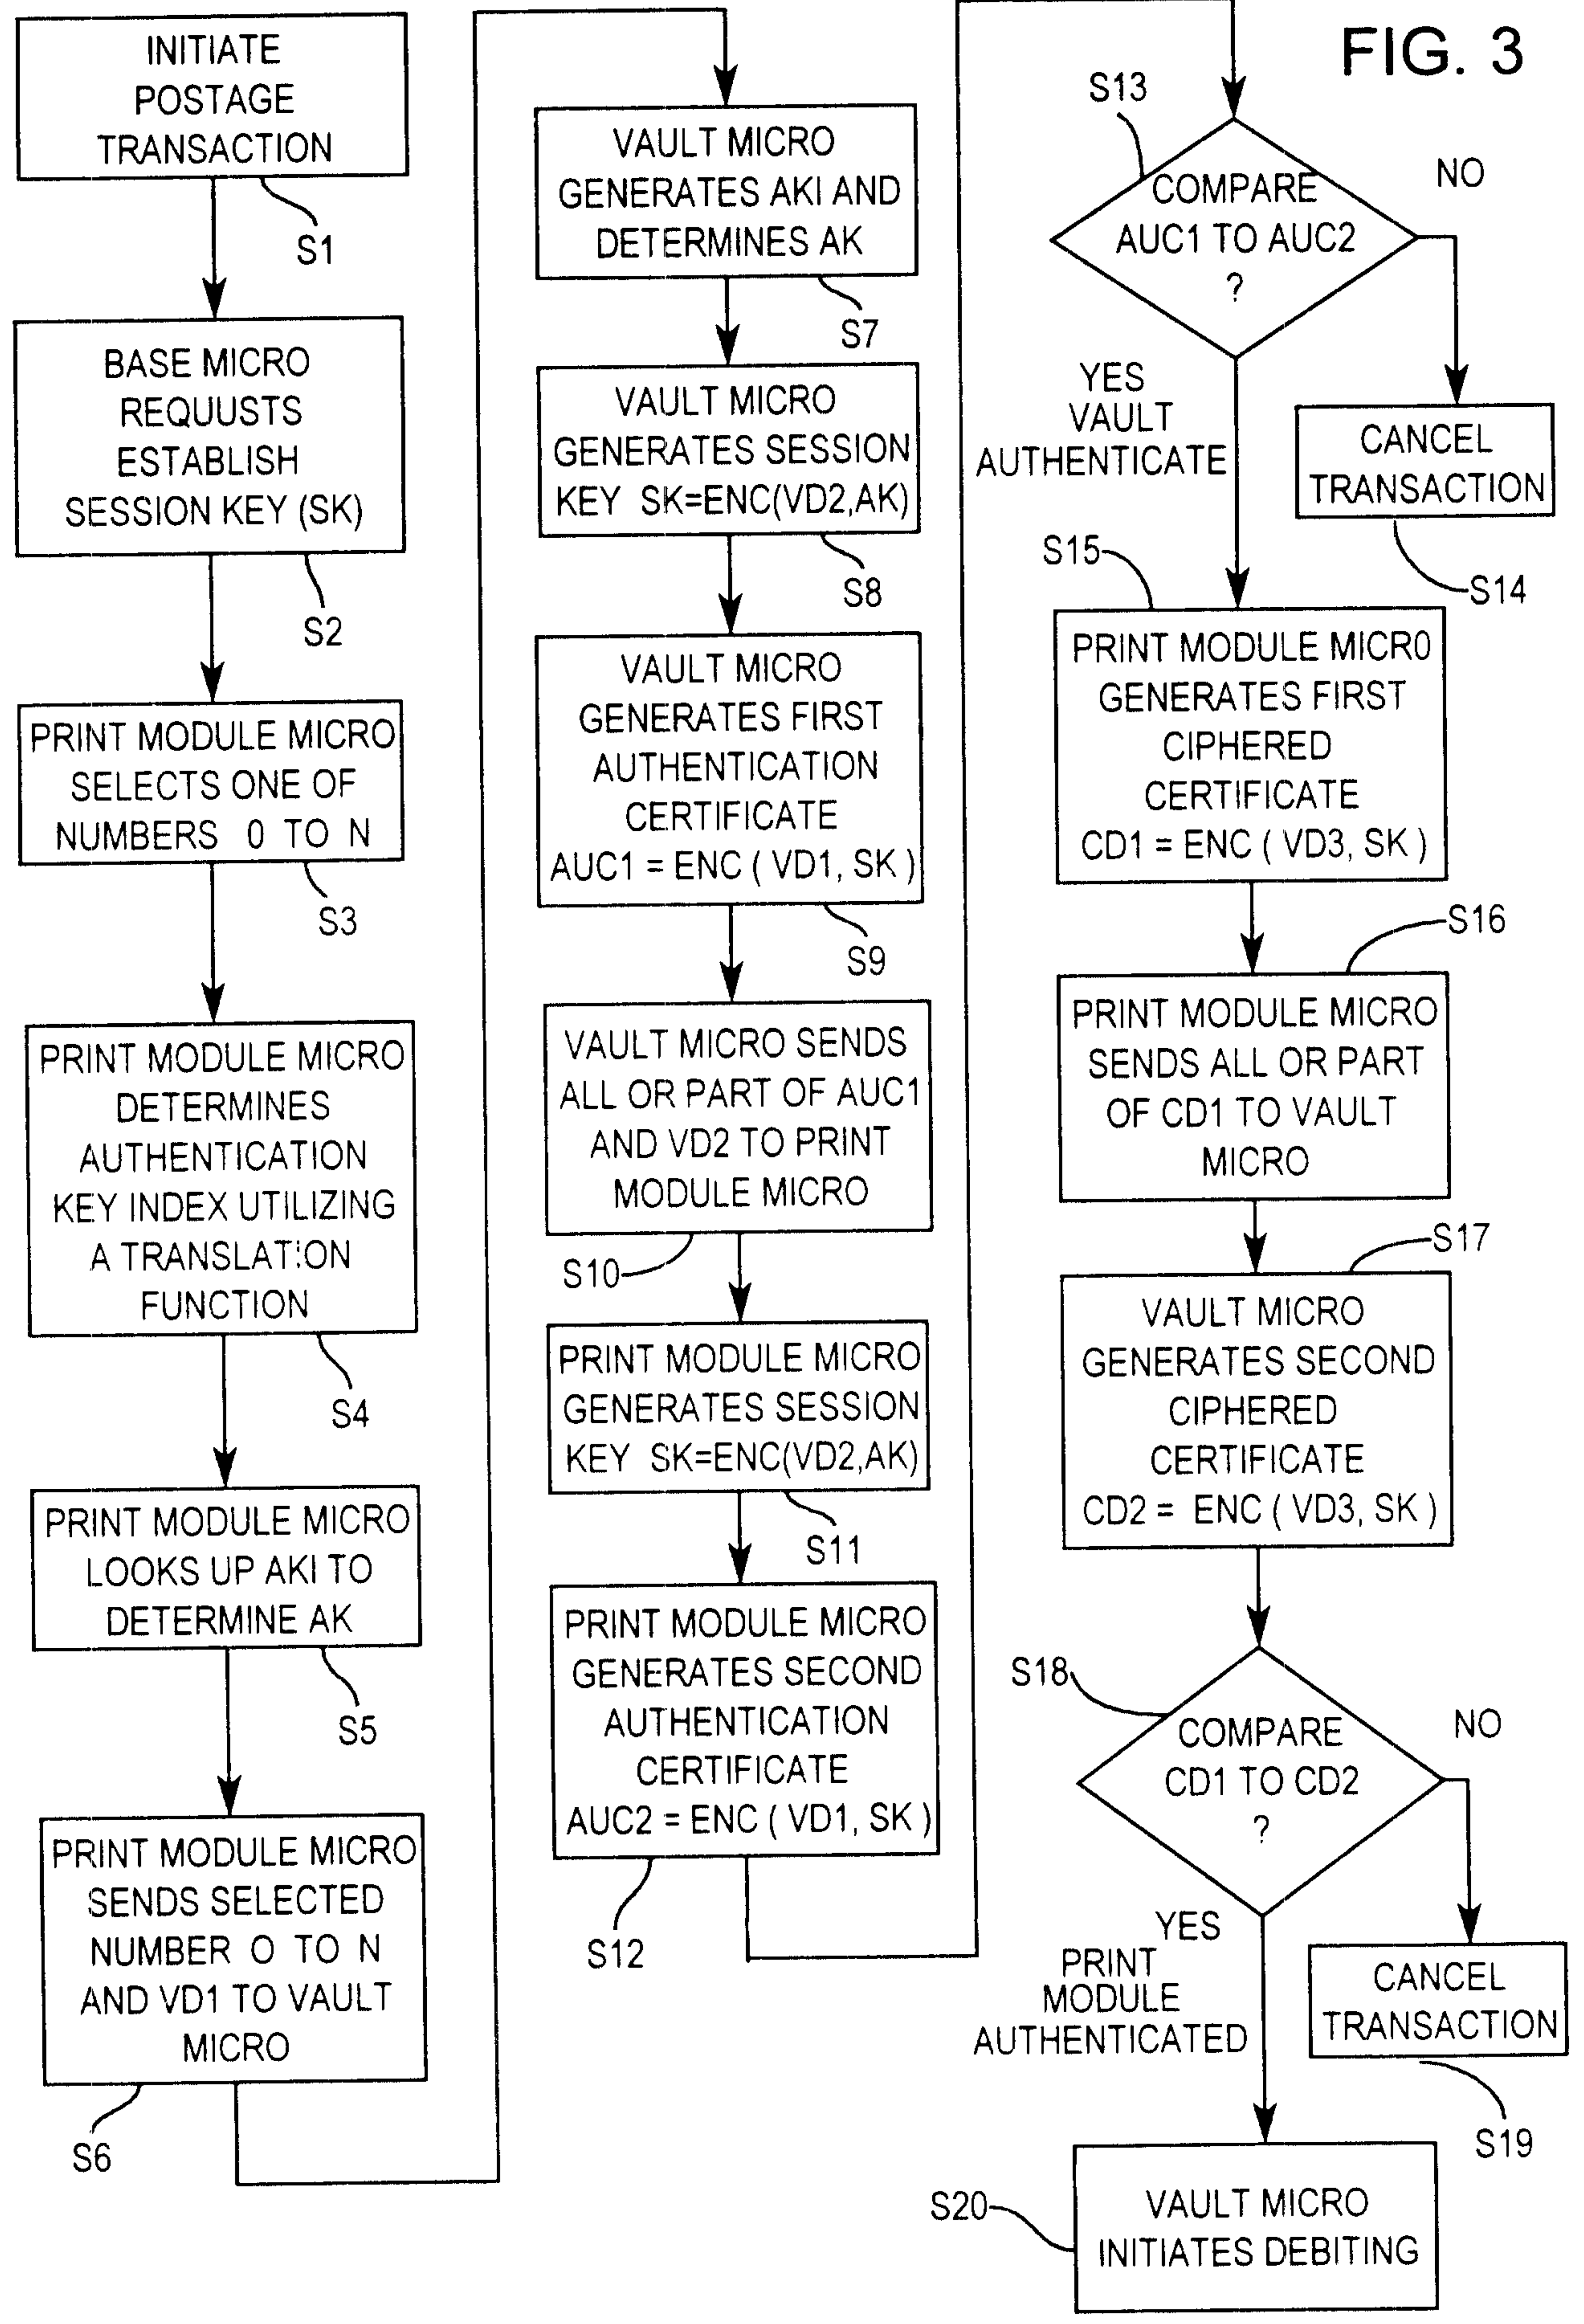 FIG. 3
INITIATE
POSTAGE
TRANSACTION
S1
BASE MICRO
REQUUSTS
ESTABLISH
SESSION KEY (SK)
S2
PRINT MODULE MICRO
SELECTS ONE OF
NUMBERS 0 TO N
S3
PRINT MODULE MICRO
DETERMINES
AUTHENTICATION
KEY INDEX UTILIZING
A TRANSLATION
FUNCTION
S4
PRINT MODULE MICRO
LOOKS UP AKI TO
DETERMINE AK
S5
PRINT MODULE MICRO
SENDS SELECTED
NUMBER O TO N
AND VD1 TO VAULT
MICRO
S6
VAULT MICRO
GENERATES AKI AND
DETERMINES AK
S7
VAULT MICRO
GENERATES SESSION
KEY SK=ENC(VD2,AK)
S8
VAULT MICRO
GENERATES FIRST
AUTHENTICATION
CERTIFICATE
AUC1 = ENC ( VD1, SK )
S9
VAULT MICRO SENDS
ALL OR PART OF AUC1
AND VD2 TO PRINT
MODULE MICRO
S10
PRINT MODULE MICRO
GENERATES SESSION
KEY SK=ENC(VD2,AK)
S11
PRINT MODULE MICRO
GENERATES SECOND
AUTHENTICATION
CERTIFICATE
AUC2 = ENC ( VD1, SK )
S12
S13
COMPARE
AUC1 TO AUC2
?
NO
YES
VAULT
AUTHENTICATE
CANCEL
TRANSACTION
S14
S15
PRINT MODULE MICRO
GENERATES FIRST
CIPHERED
CERTIFICATE
CD1 = ENC ( VD3, SK )
S16
PRINT MODULE MICRO
SENDS ALL OR PART
OF CD1 TO VAULT
MICRO
S17
VAULT MICRO
GENERATES SECOND
CIPHERED
CERTIFICATE
CD2 = ENC ( VD3, SK )
S18
COMPARE
CD1 TO CD2
?
NO
YES
PRINT
MODULE
AUTHENTICATED
CANCEL
TRANSACTION
S19
S20
VAULT MICRO
INITIATES DEBITING